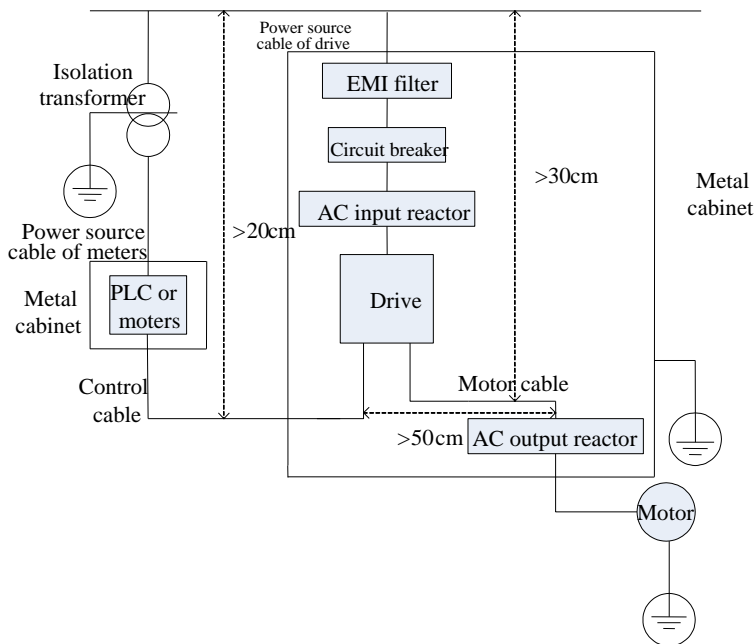 Power source
cable of drive
Isolation
transformer
EMI filter
Circuit breaker
>30cm
Metal
cabinet
AC input reactor
>20cm
Power source
cable of meters
Metal
cabinet
PLC or
moters
Drive
Control
cable
Motor cable
>50cm
AC output reactor
Motor